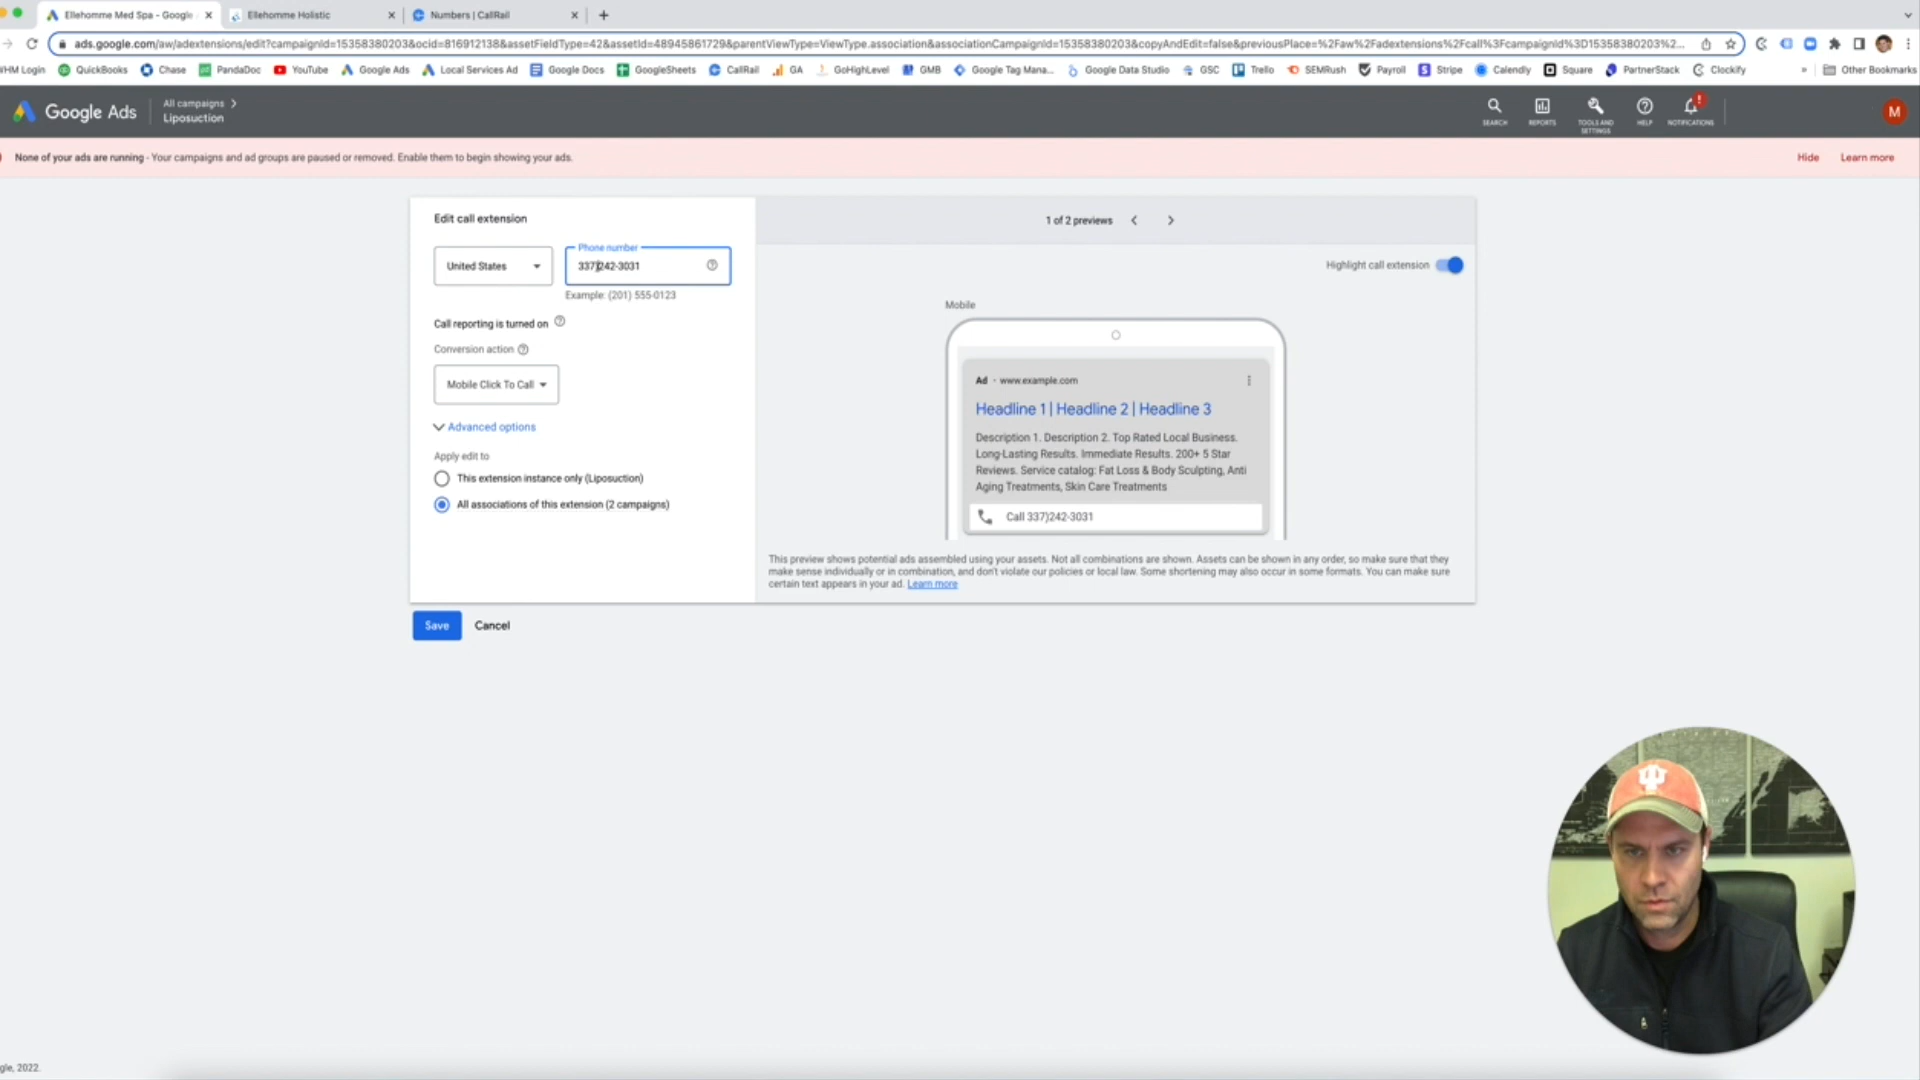 Ellehomme Med Spa - Google
Ellehomme Holistic
Numbers | CallRail
ads.google.com/aw/adextensions/edit?campaignId=15358380203&ocid=816912138&assetFieldType=42&assetId=48945861729&parentViewType=ViewType.association&associationCampaignId=15358380203&copyAndEdit=false&previousPlace=%2Faw%2Fadextensions%2Fcall%3FcampaignId%3D15358380203%2...
WHM Login QuickBooks Chase PandaDoc YouTube Google Ads Local Services Ad Google Docs GoogleSheets CallRail GA GoHighLevel GMB Google Tag Mana... Google Data Studio GSC Trello SEMRush Payroll Stripe Calendly Square PartnerStack Clockify » Other Bookmarks
Google Ads
All campaigns
Liposuction
SEARCH
REPORTS
TOOLS AND SETTINGS
HELP
NOTIFICATIONS
M
None of your ads are running - Your campaigns and ad groups are paused or removed. Enable them to begin showing your ads.
Hide
Learn more
Edit call extension
United States
Phone number
337)242-3031
Example: (201) 555-0123
Call reporting is turned on
Conversion action
Mobile Click To Call
Advanced options
Apply edit to
This extension instance only (Liposuction)
All associations of this extension (2 campaigns)
Save
Cancel
1 of 2 previews
Highlight call extension
Mobile
Ad · www.example.com
Headline 1 | Headline 2 | Headline 3
Description 1. Description 2. Top Rated Local Business.
Long-Lasting Results. Immediate Results. 200+ 5 Star
Reviews. Service catalog: Fat Loss & Body Sculpting, Anti
Aging Treatments, Skin Care Treatments
Call 337)242-3031
This preview shows potential ads assembled using your assets. Not all combinations are shown. Assets can be shown in any order, so make sure that they
make sense individually or in combination, and don't violate our policies or local law. Some shortening may also occur in some formats. You can make sure
certain text appears in your ad. Learn more
gle, 2022.